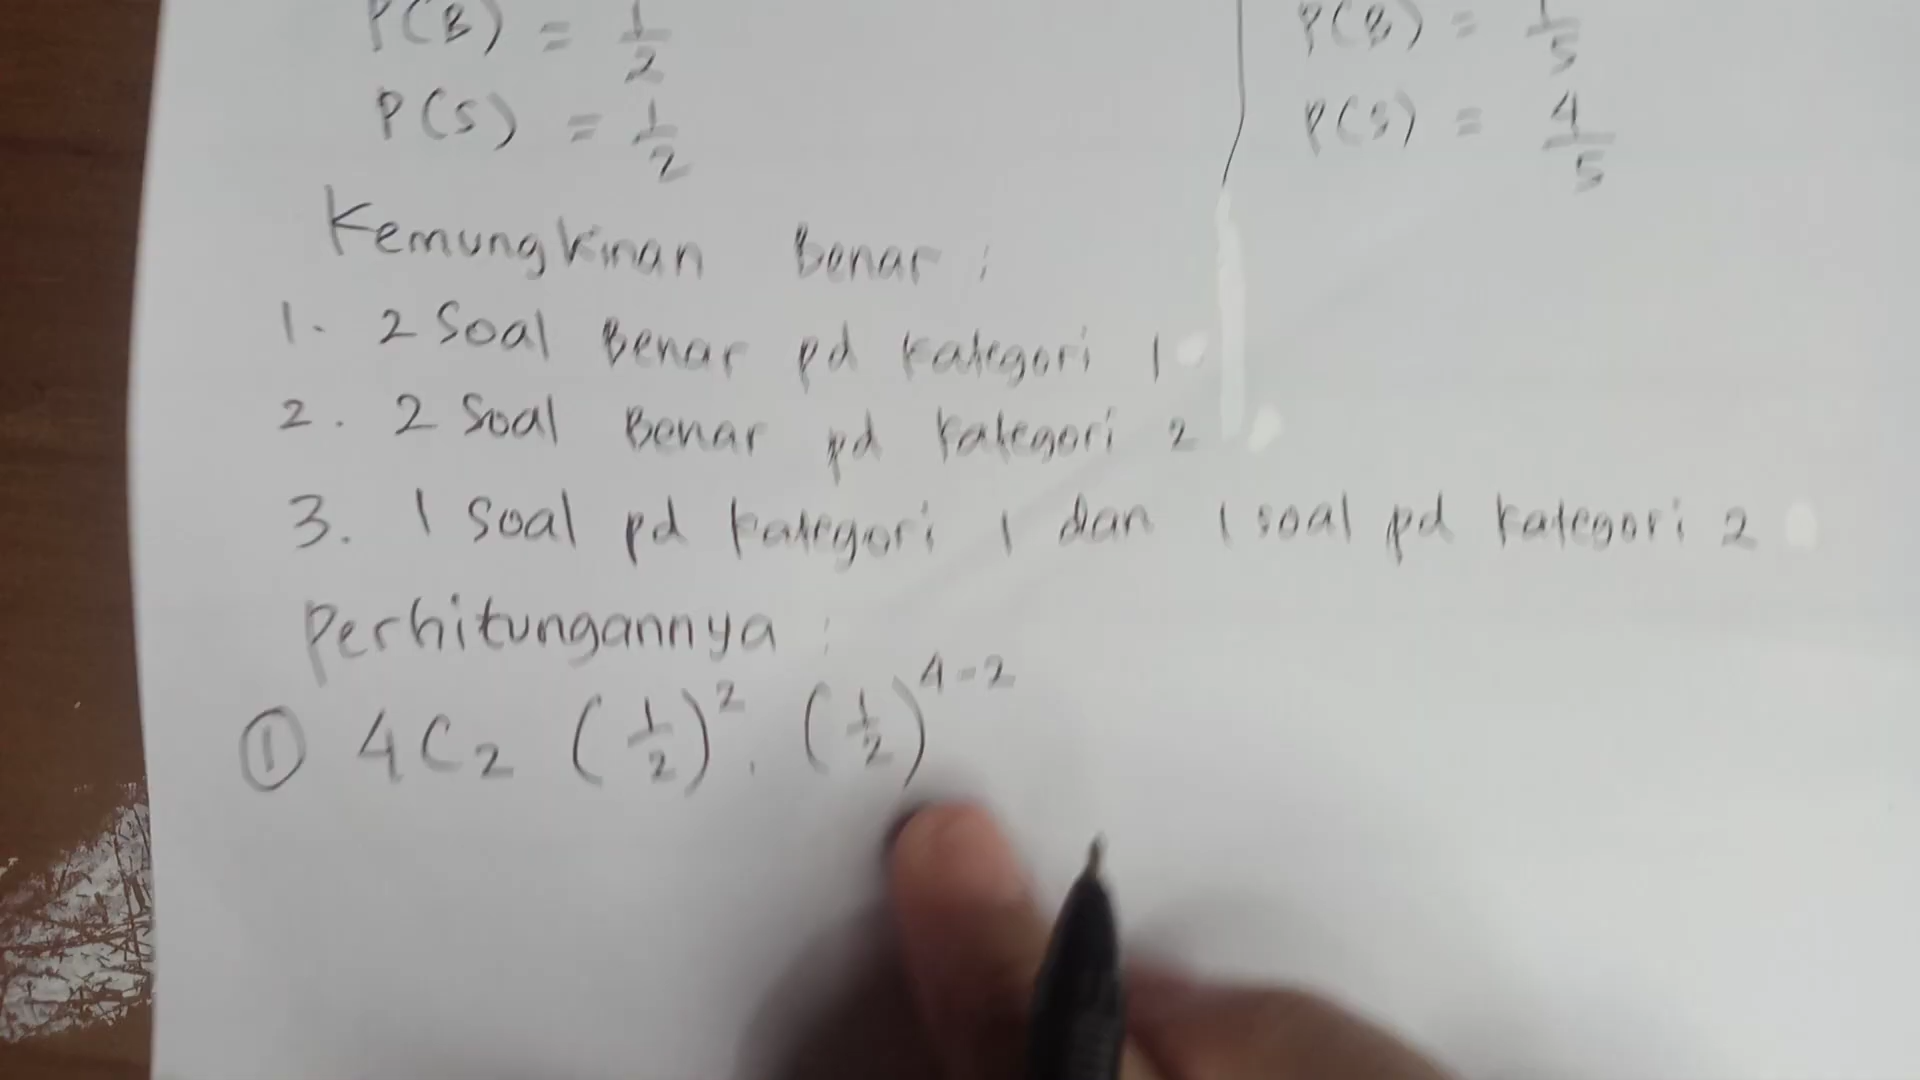 P(B) = 1/2
P(S) = 1/2
P(B) = 1/5
P(S) = 4/5
Kemungkinan Benar :
1. 2 Soal Benar pd kategori 1
2. 2 Soal Benar pd kategori 2
3. 1 Soal pd kategori 1 dan 1 soal pd kategori 2
Perhitungannya :
① 4C₂ (1/2)² . (1/2)⁴⁻²